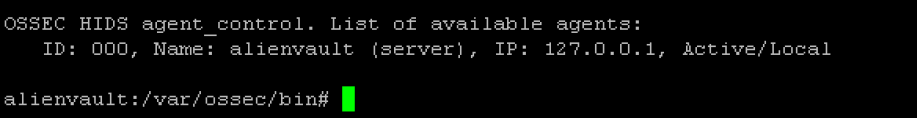 OSSEC HIDS agent_control. List of available agents:
ID: 000, Name: alienvault (server), IP: 127.0.0.1, Active/Local
alienvault:/var/ossec/bin#